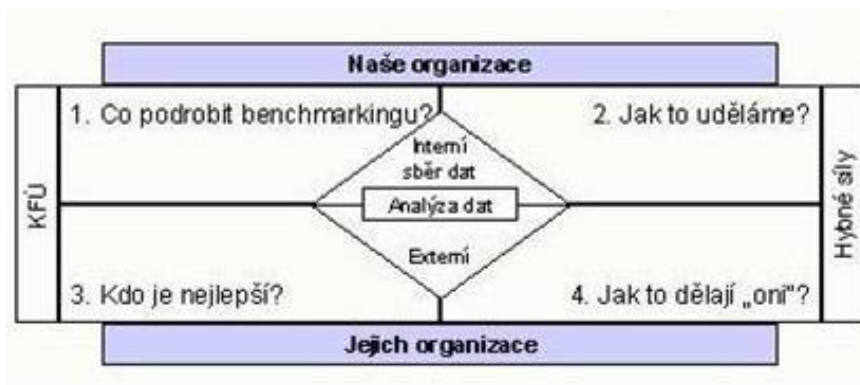 Naše organizace
1. Co podrobit benchmarkingu?
2. Jak to uděláme?
Interní
sběr dat
KFÚ
Analýza dat
Hybné síly
Externí
3. Kdo je nejlepší?
4. Jak to dělají „oni"?
Jejich organizace